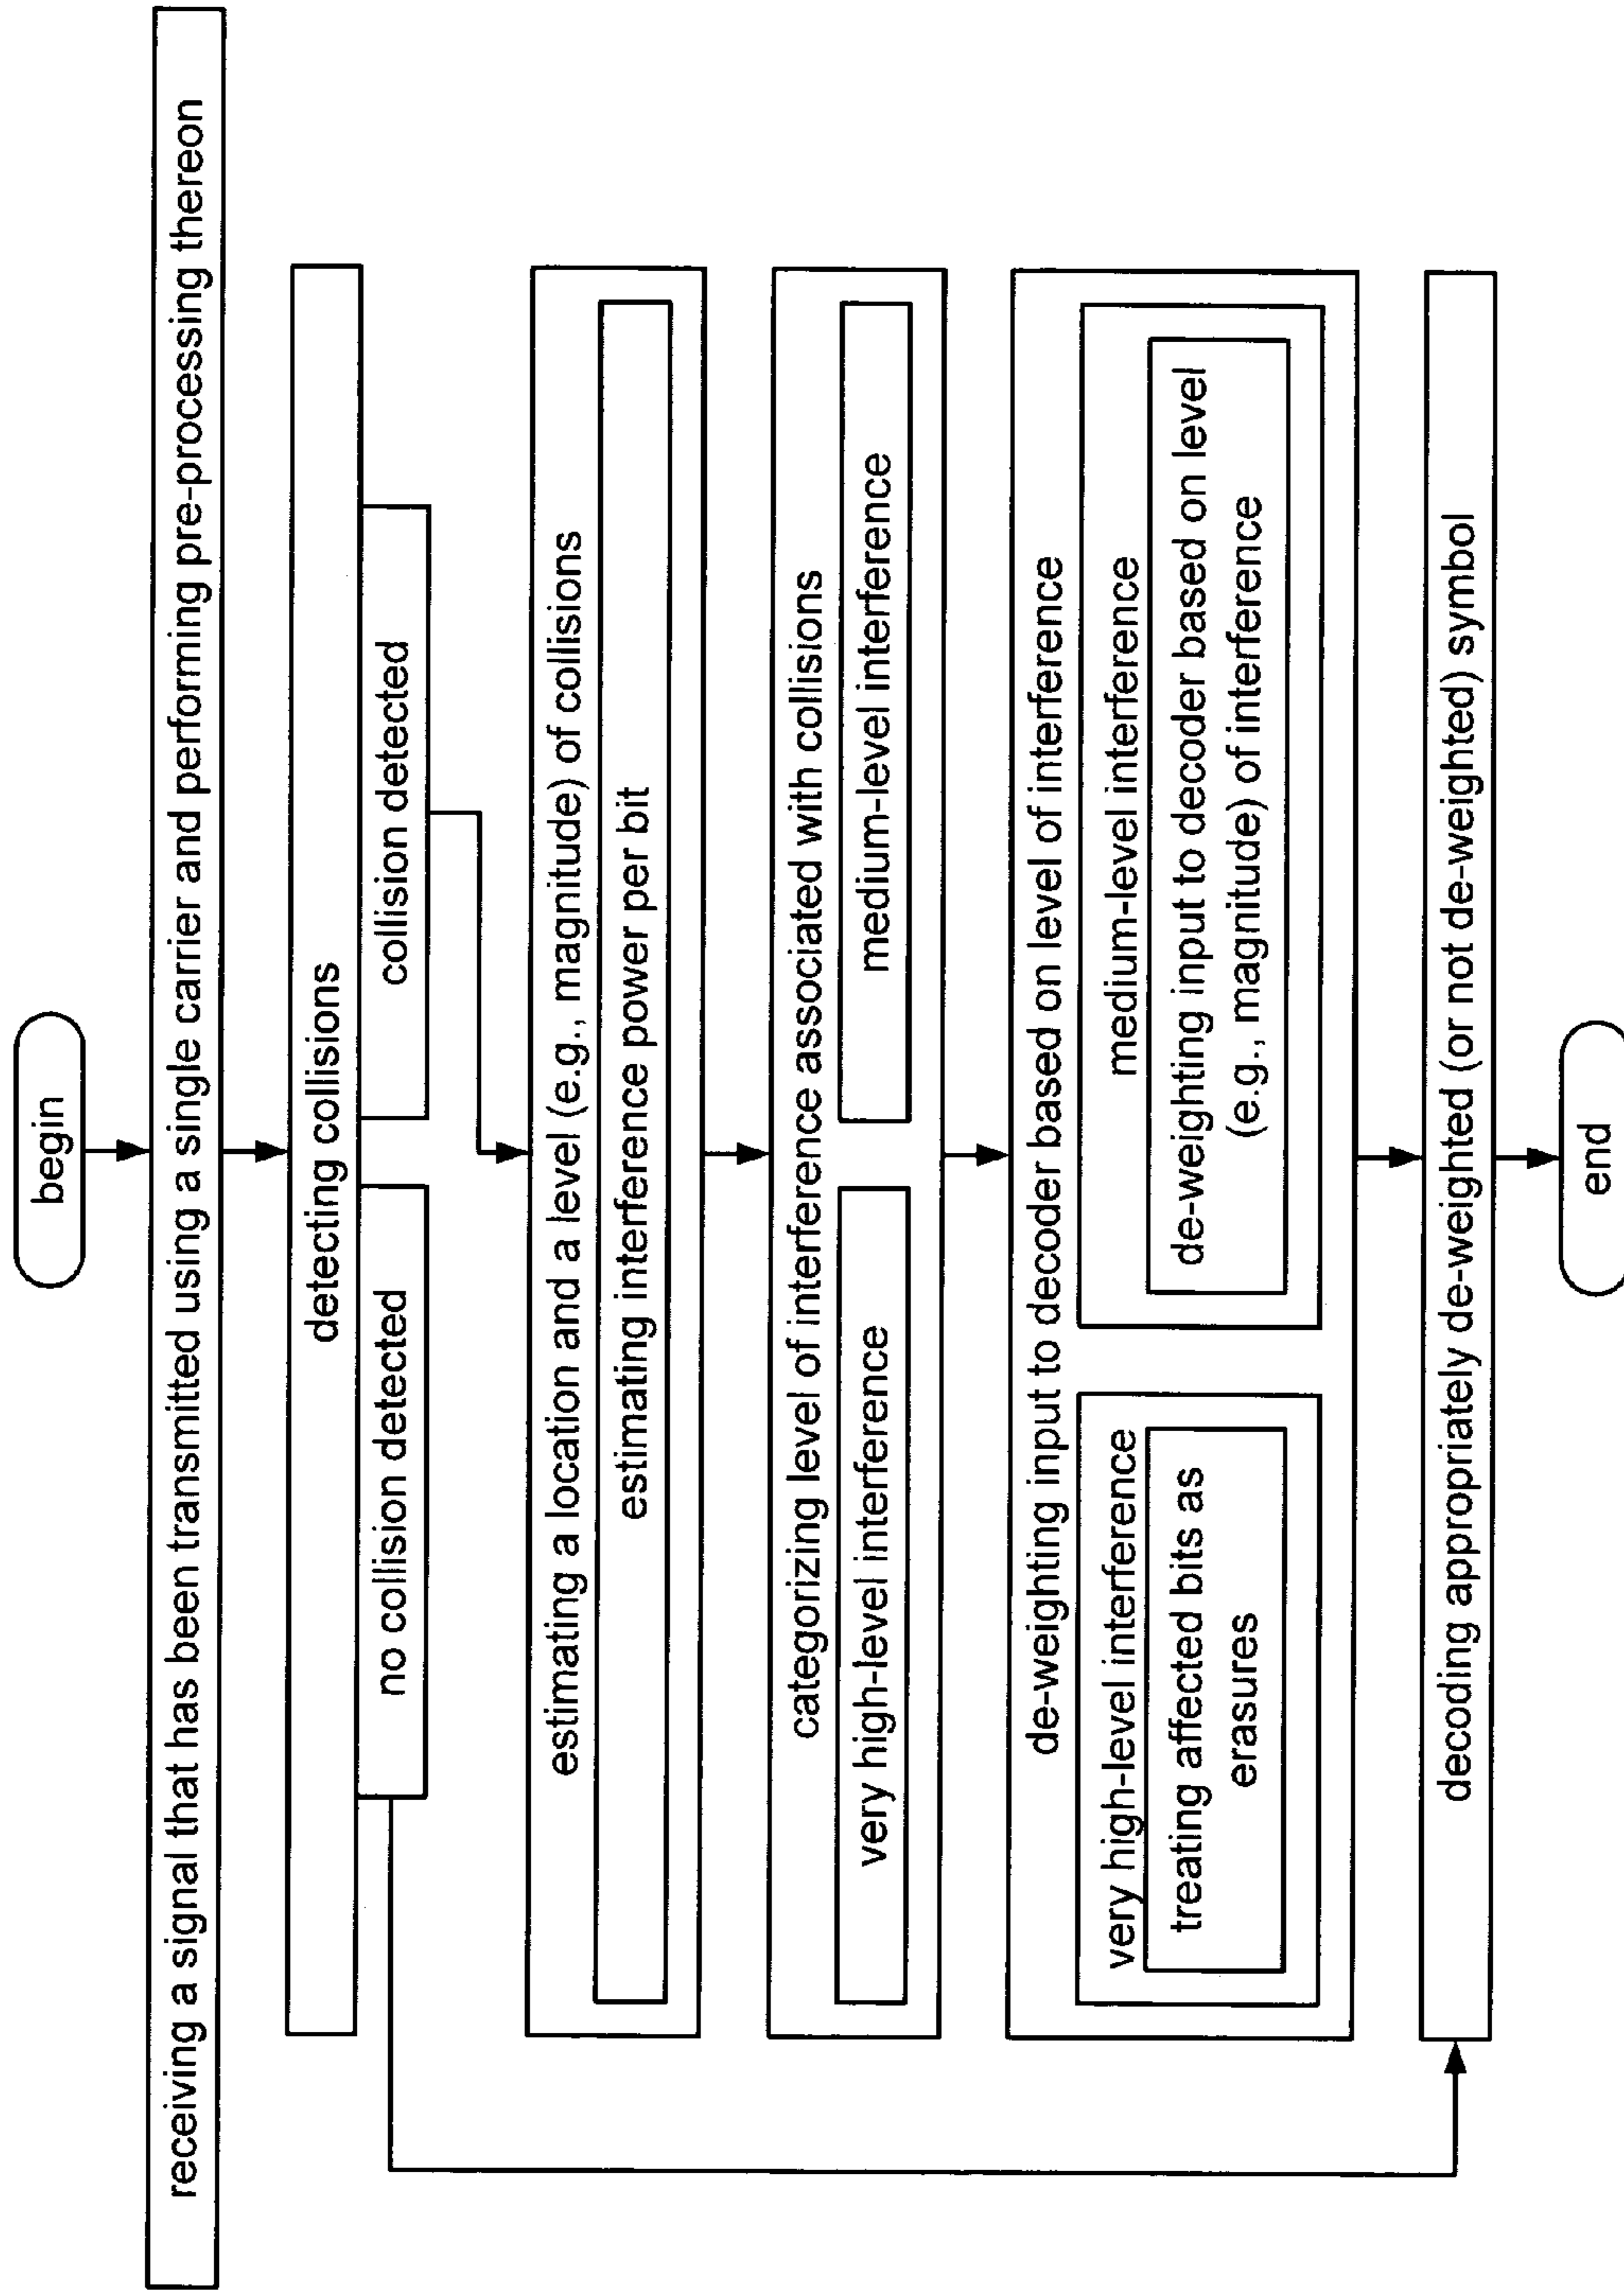 begin
receiving a signal that has been transmitted using a single carrier and performing pre-processing thereon
detecting collisions
no collision detected
collision detected
estimating a location and a level (e.g., magnitude) of collisions
estimating interference power per bit
categorizing level of interference associated with collisions
very high-level interference
medium-level interference
de-weighting input to decoder based on level of interference
very high-level interference
treating affected bits as
erasures
medium-level interference
de-weighting input to decoder based on level
(e.g., magnitude) of interference
decoding appropriately de-weighted (or not de-weighted) symbol
end